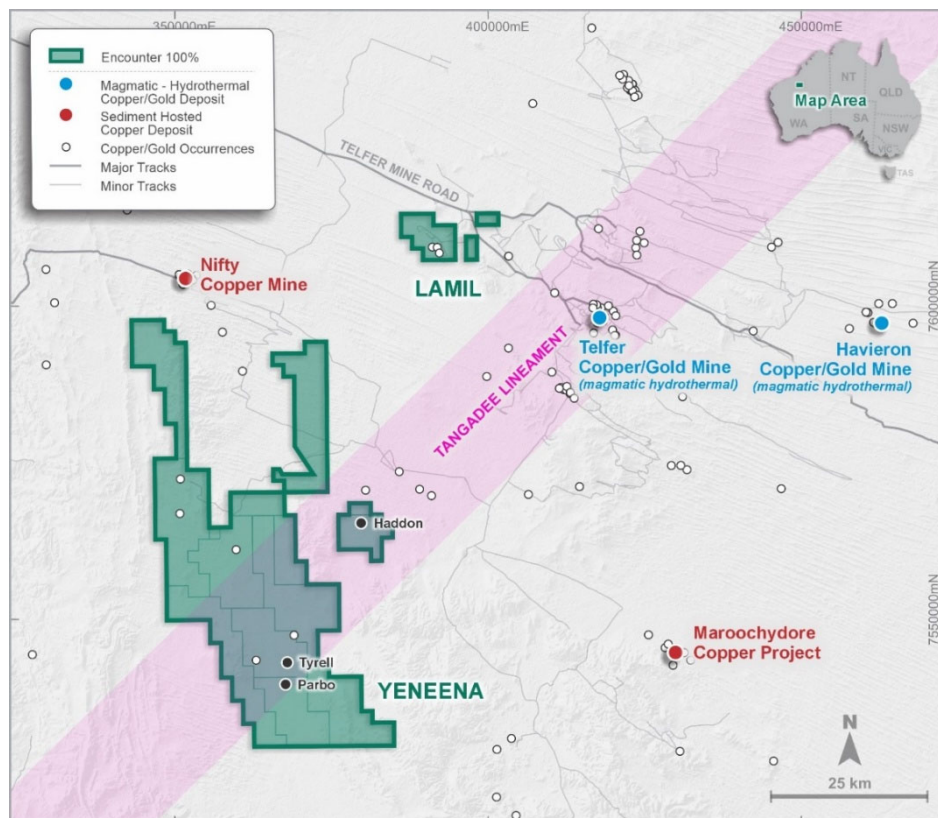 350000mE
400000mE
450000mE
Encounter 100%
Magmatic - Hydrothermal
Copper/Gold Deposit
Sediment Hosted
Copper Deposit
Copper/Gold Occurrences
Major Tracks
Minor Tracks
NT
QLD
Map Area
WA
SA
NSW
VIC
TAS
TELFER MINE ROAD
Nifty
Copper Mine
LAMIL
7600000mN
TANGADEE LINEAMENT
Telfer
Copper/Gold Mine
(magmatic hydrothermal)
Havieron
Copper/Gold Mine
(magmatic hydrothermal)
Haddon
7550000mN
Maroochydore
Copper Project
Tyrell
Parbo
YENEENA
N
25 km